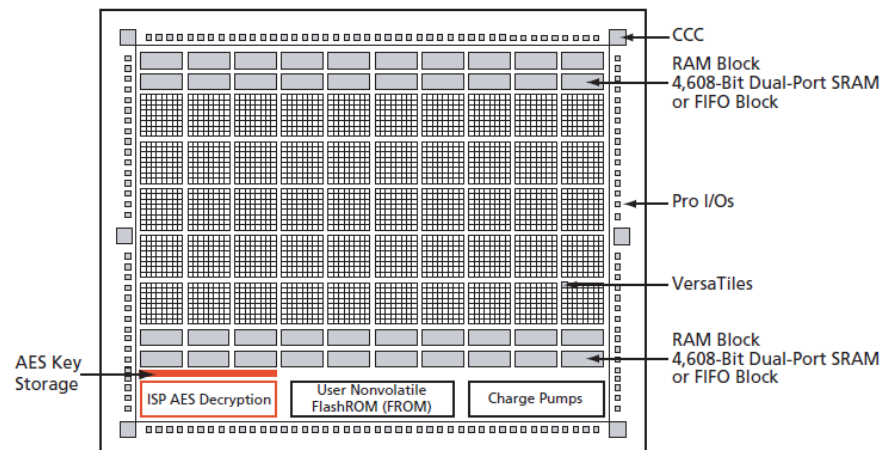 CCC
RAM Block
4,608-Bit Dual-Port SRAM
or FIFO Block
Pro I/Os
VersaTiles
RAM Block
4,608-Bit Dual-Port SRAM
or FIFO Block
AES Key
Storage
ISP AES Decryption
User Nonvolatile
FlashROM (FROM)
Charge Pumps